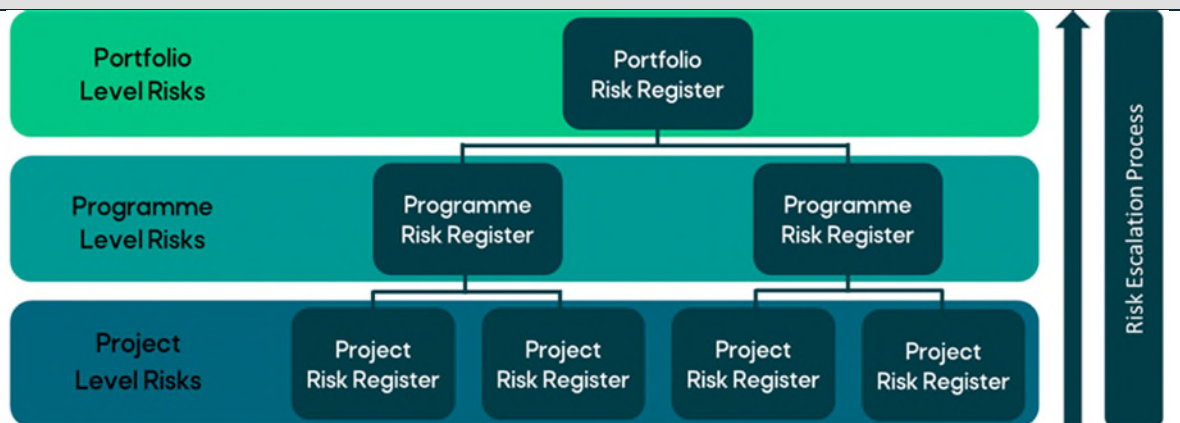 Portfolio
Level Risks
Portfolio
Risk Register
Programme
Level Risks
Programme
Risk Register
Programme
Risk Register
Project
Level Risks
Project
Risk Register
Project
Risk Register
Project
Risk Register
Project
Risk Register
Risk Escalation Process